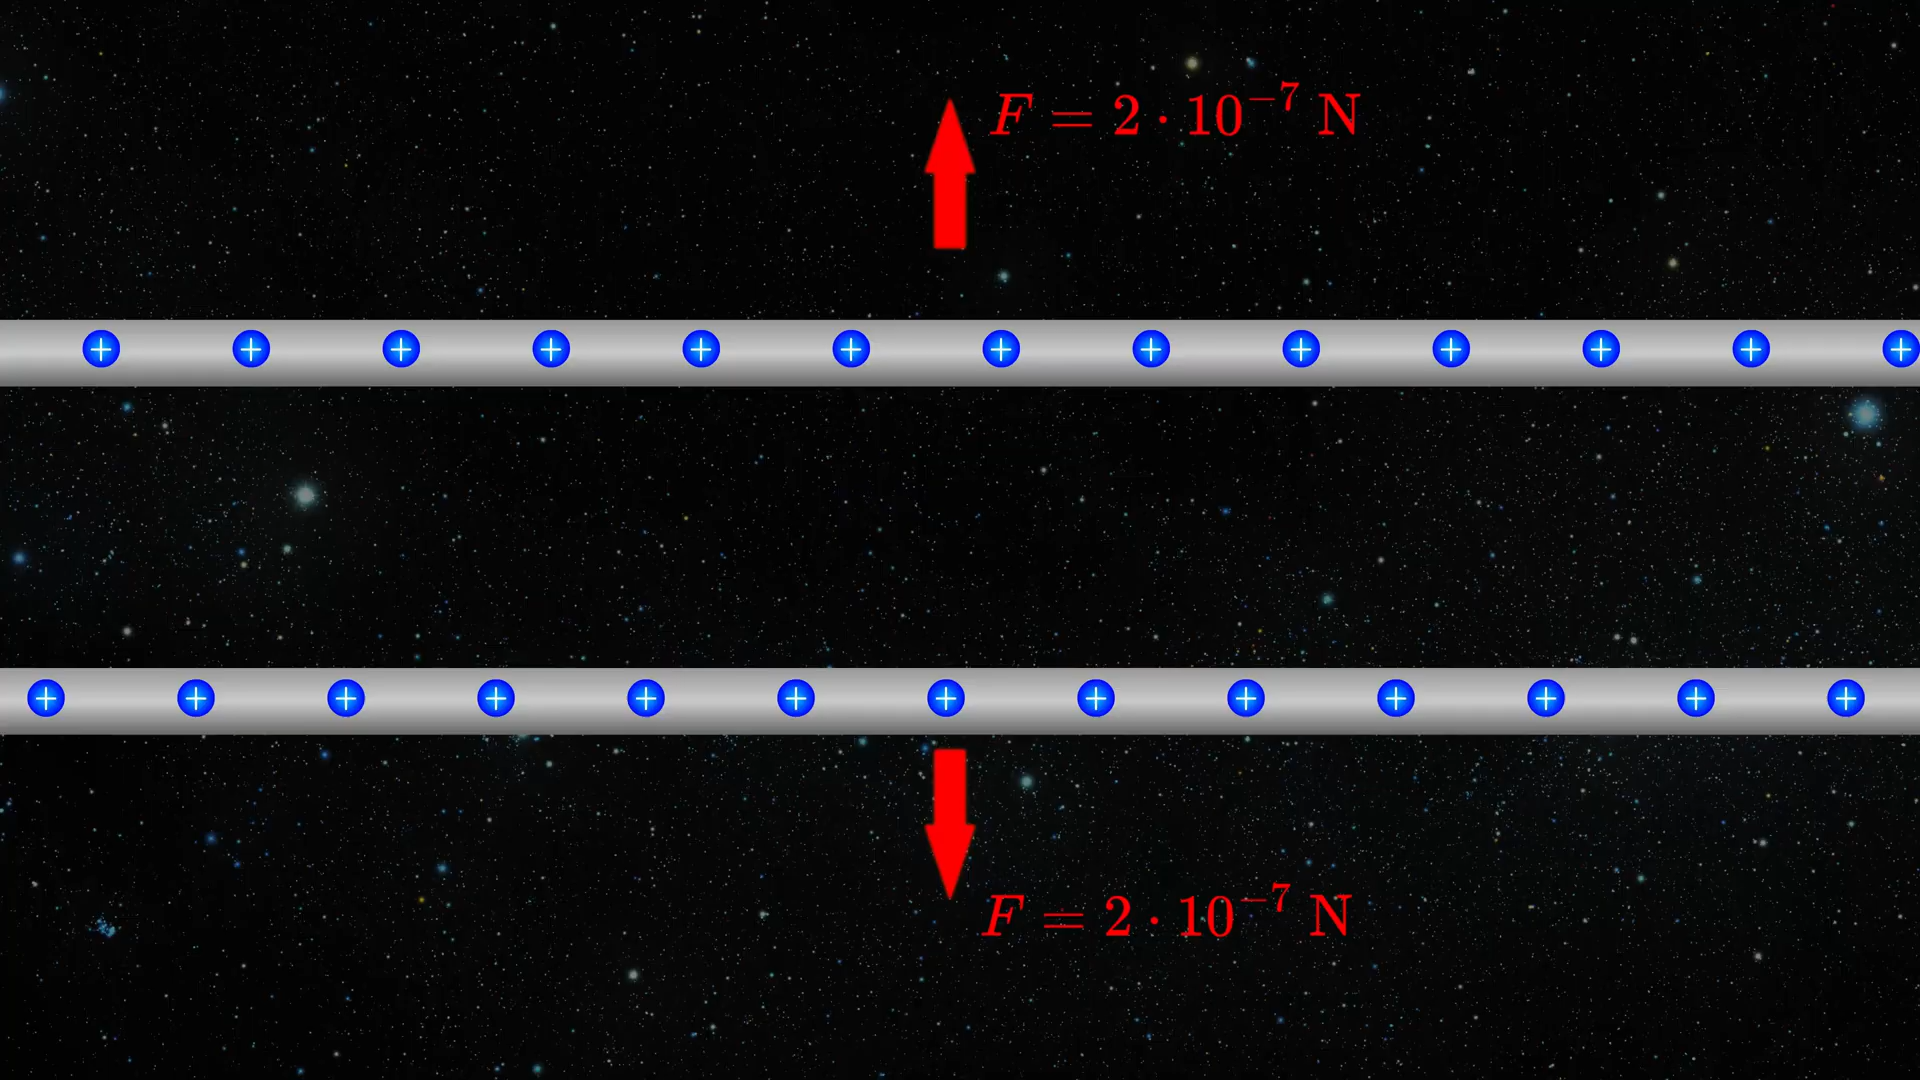 F = 2 · 10⁻⁷ N
+ + + + + + + + + + + + +
+ + + + + + + + + + + + +
F = 2 · 10⁻⁷ N